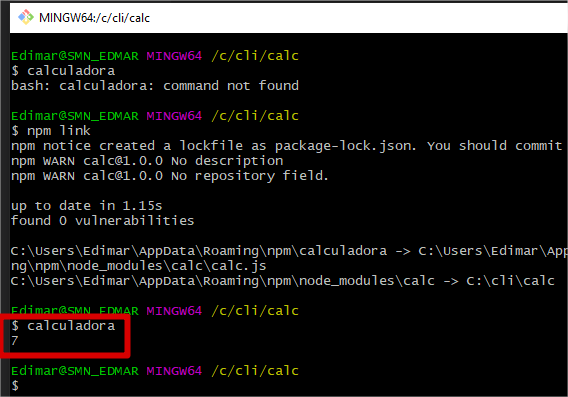 MINGW64:/c/cli/calc
Edimar@SMN_EDMAR MINGW64 /c/cli/calc
$ calculadora
bash: calculadora: command not found
Edimar@SMN_EDMAR MINGW64 /c/cli/calc
$ npm link
npm notice created a lockfile as package-lock.json. You should commit
npm WARN calc@1.0.0 No description
npm WARN calc@1.0.0 No repository field.
up to date in 1.15s
found 0 vulnerabilities
C:\Users\Edimar\AppData\Roaming\npm\calculadora -> C:\Users\Edimar\App
ng\npm\node_modules\calc\calc.js
C:\Users\Edimar\AppData\Roaming\npm\node_modules\calc -> C:\cli\calc
Edimar@SMN_EDMAR MINGW64 /c/cli/calc
$ calculadora
7
Edimar@SMN_EDMAR MINGW64 /c/cli/calc
$